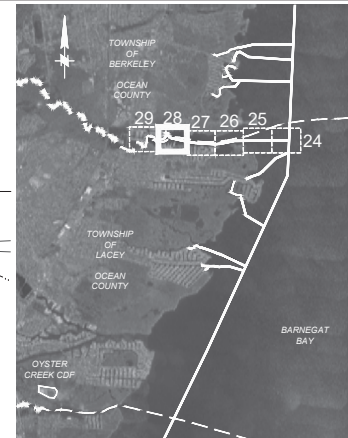 TOWNSHIP
OF
BERKELEY
OCEAN
COUNTY
29
28
27
26
25
24
TOWNSHIP
OF
LACEY
OCEAN
COUNTY
BARNEGAT
BAY
OYSTER
CREEK CDF